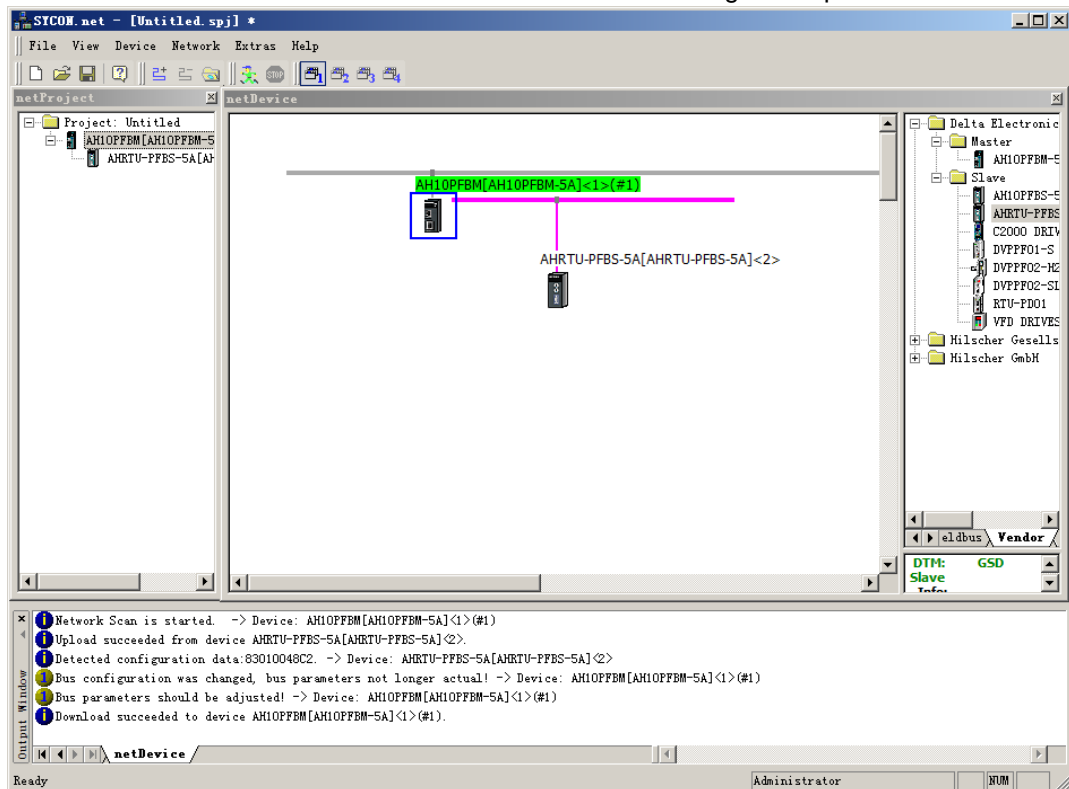 SYCON.net - [Untitled.spj] *
File View Device Network Extras Help
netProject
netDevice
Project: Untitled
AH10PFBM[AH10PFBM-5
AHRTU-PFBS-5A[AH
AH10PFBM[AH10PFBM-5A]<1>(#1)
AHRTU-PFBS-5A[AHRTU-PFBS-5A]<2>
Delta Electronic
Master
AH10PFBM-5
Slave
AH10PFBS-5
AHRTU-PFBS
C2000 DRIV
DVPPF01-S
DVPPF02-H2
DVPPF02-SL
RTU-PD01
VFD DRIVES
Hilscher Gesells
Hilscher GmbH
eldbus Vendor
DTM: GSD
Slave
Network Scan is started. -> Device: AH10PFBM[AH10PFBM-5A]<1>(#1)
Upload succeeded from device AHRTU-PFBS-5A[AHRTU-PFBS-5A]<2>.
Detected configuration data:83010048C2. -> Device: AHRTU-PFBS-5A[AHRTU-PFBS-5A]<2>
Bus configuration was changed, bus parameters not longer actual! -> Device: AH10PFBM[AH10PFBM-5A]<1>(#1)
Bus parameters should be adjusted! -> Device: AH10PFBM[AH10PFBM-5A]<1>(#1)
Download succeeded to device AH10PFBM[AH10PFBM-5A]<1>(#1).
Output Window
netDevice
Ready Administrator NUM